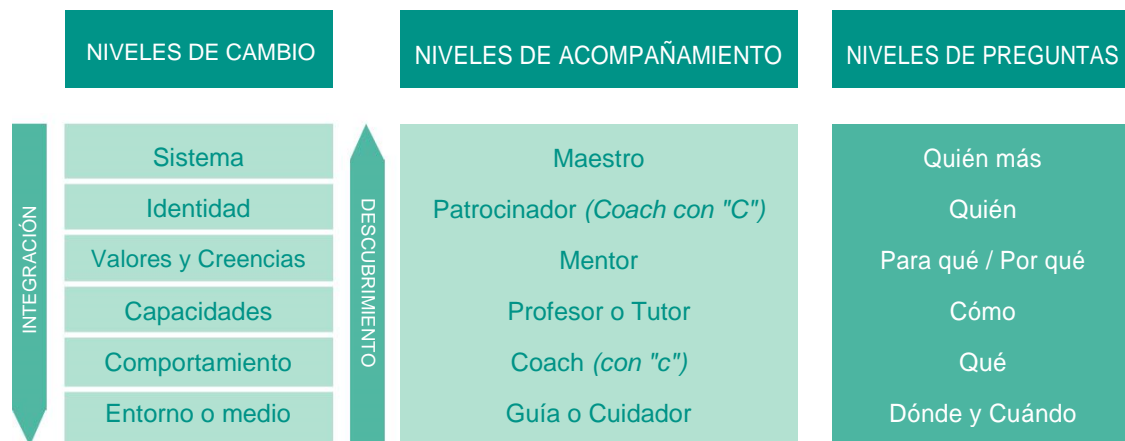 NIVELES DE CAMBIO
NIVELES DE ACOMPAÑAMIENTO
NIVELES DE PREGUNTAS
INTEGRACIÓN
Sistema
Identidad
Valores y Creencias
Capacidades
Comportamiento
Entorno o medio
DESCUBRIMIENTO
Maestro
Patrocinador (Coach con "C")
Mentor
Profesor o Tutor
Coach (con "c")
Guía o Cuidador
Quién más
Quién
Para qué / Por qué
Cómo
Qué
Dónde y Cuándo